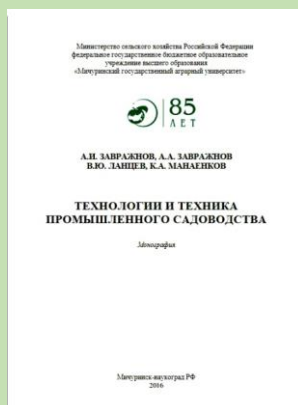 Министерство сельского хозяйства Российской Федерации
федеральное государственное бюджетное образовательное
учреждение высшего образования
«Мичуринский государственный аграрный университет»
85
ЛЕТ
А.И. ЗАВРАЖНОВ, А.А. ЗАВРАЖНОВ
В.Ю. ЛАНЦЕВ, К.А. МАНАЕНКОВ
ТЕХНОЛОГИИ И ТЕХНИКА
ПРОМЫШЛЕННОГО САДОВОДСТВА
Монография
Мичуринск-наукоград РФ
2016